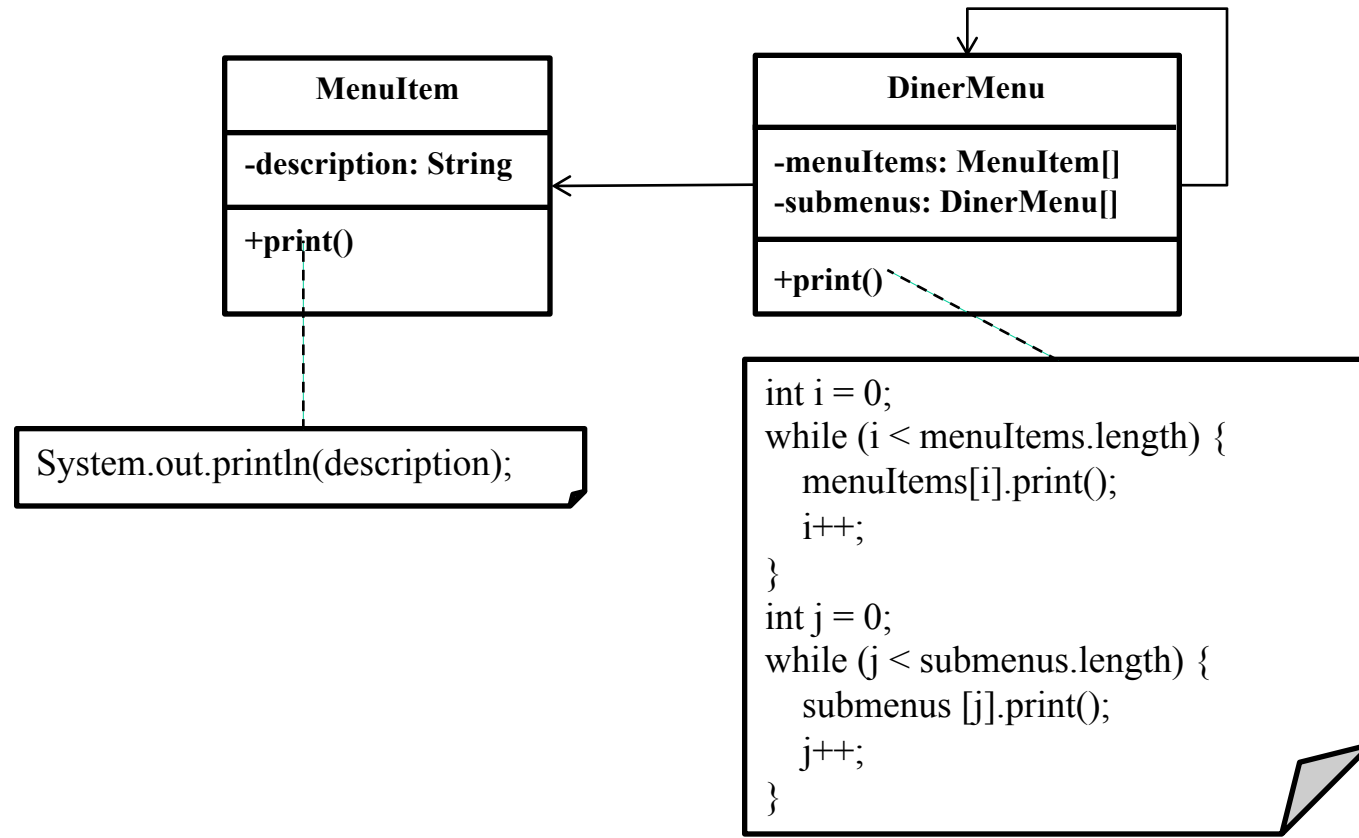 MenuItem
-description: String
+print()
System.out.println(description);
DinerMenu
-menuItems: MenuItem[]
-submenus: DinerMenu[]
+print()
int i = 0;
while (i < menuItems.length) {
menuItems[i].print();
i++;
}
int j = 0;
while (j < submenus.length) {
submenus [j].print();
j++;
}